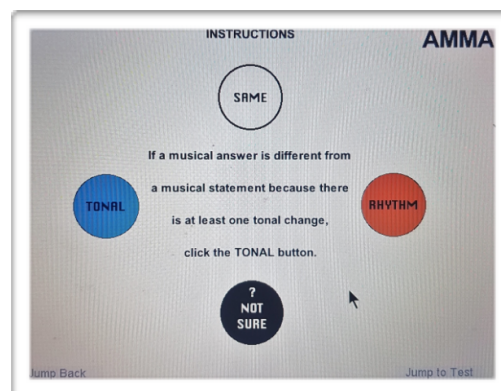 INSTRUCTIONS
AMMA
SAME
If a musical answer is different from
a musical statement because there
TONAL
RHYTHM
is at least one tonal change,
click the TONAL button.
?
NOT
SURE
Jump Back
Jump to Test